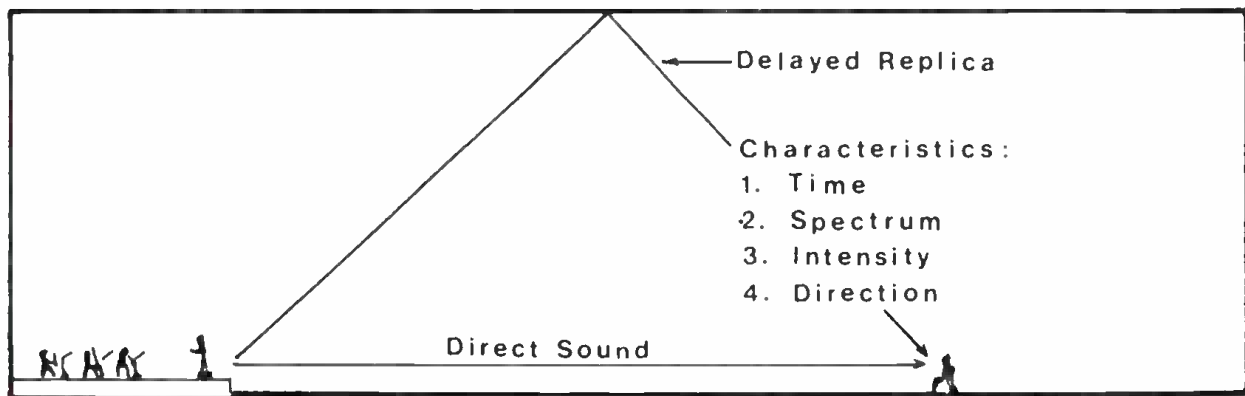 Delayed Replica
Characteristics:
1. Time
2. Spectrum
3. Intensity
4. Direction
Direct Sound